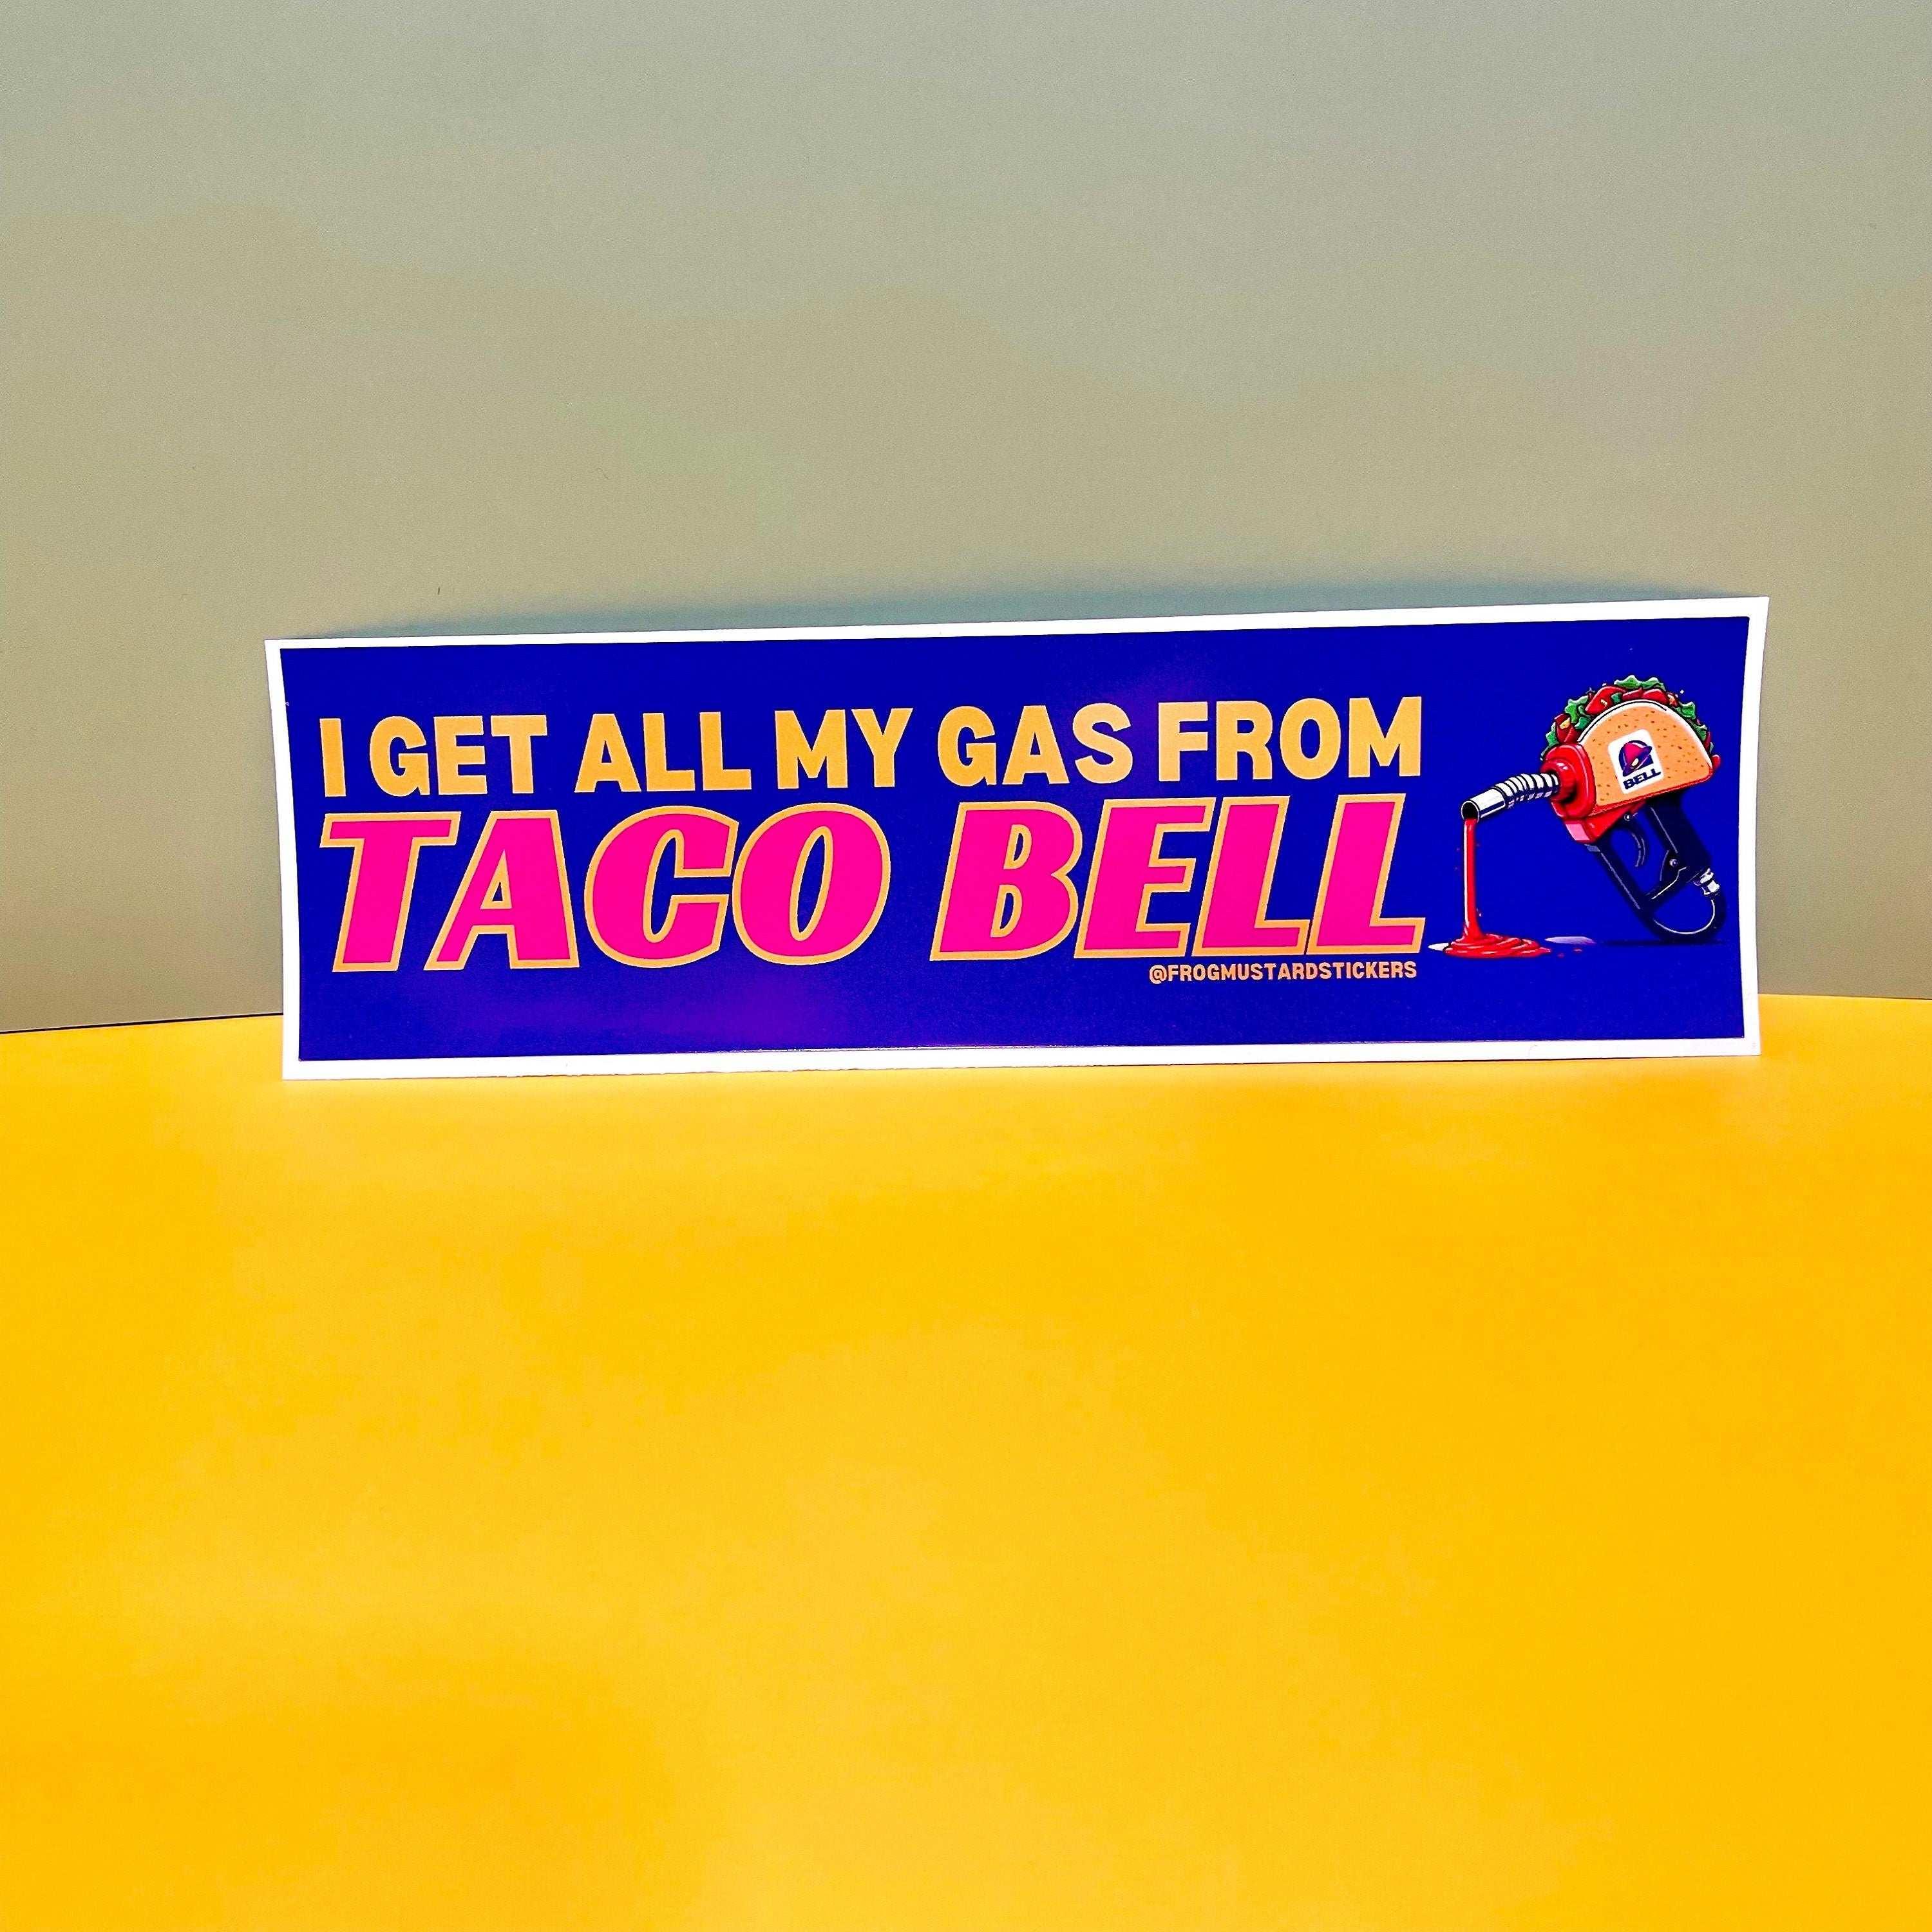 I GET ALL MY GAS FROM
TACO BELL
@FROGMUSTARDSTICKERS
BELL